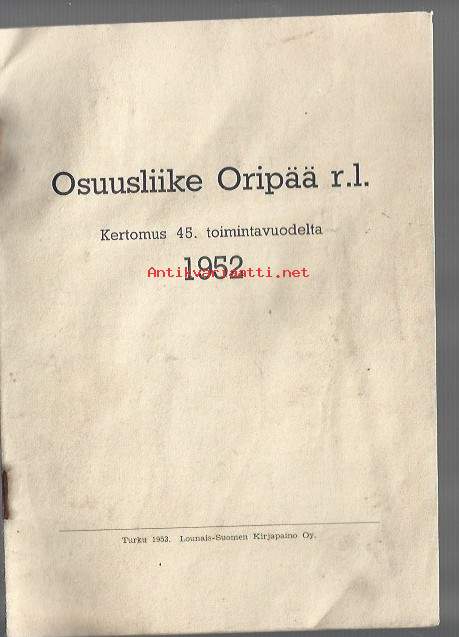 Osuusliike Oripää r.l.
Kertomus 45. toimintavuodelta
1952
Antikvariaatti.net
Turku 1953. Lounais-Suomen Kirjapaino Oy.